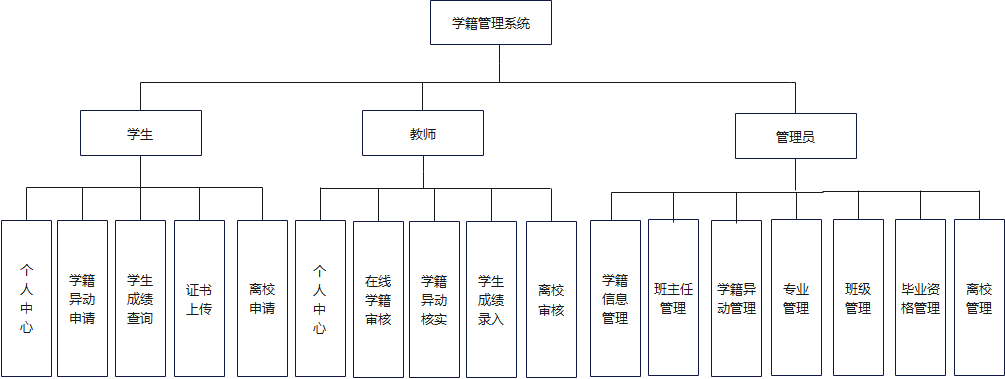 学籍管理系统
学生
教师
管理员
个
人
中
心
学籍
异动
申请
学生
成绩
查询
证书
上传
离校
申请
个
人
中
心
在线
学籍
审核
学籍
异动
核实
学生
成绩
录入
离校
审核
学籍
信息
管理
班主任
管理
学籍异
动管理
专业
管理
班级
管理
毕业资
格管理
离校
管理